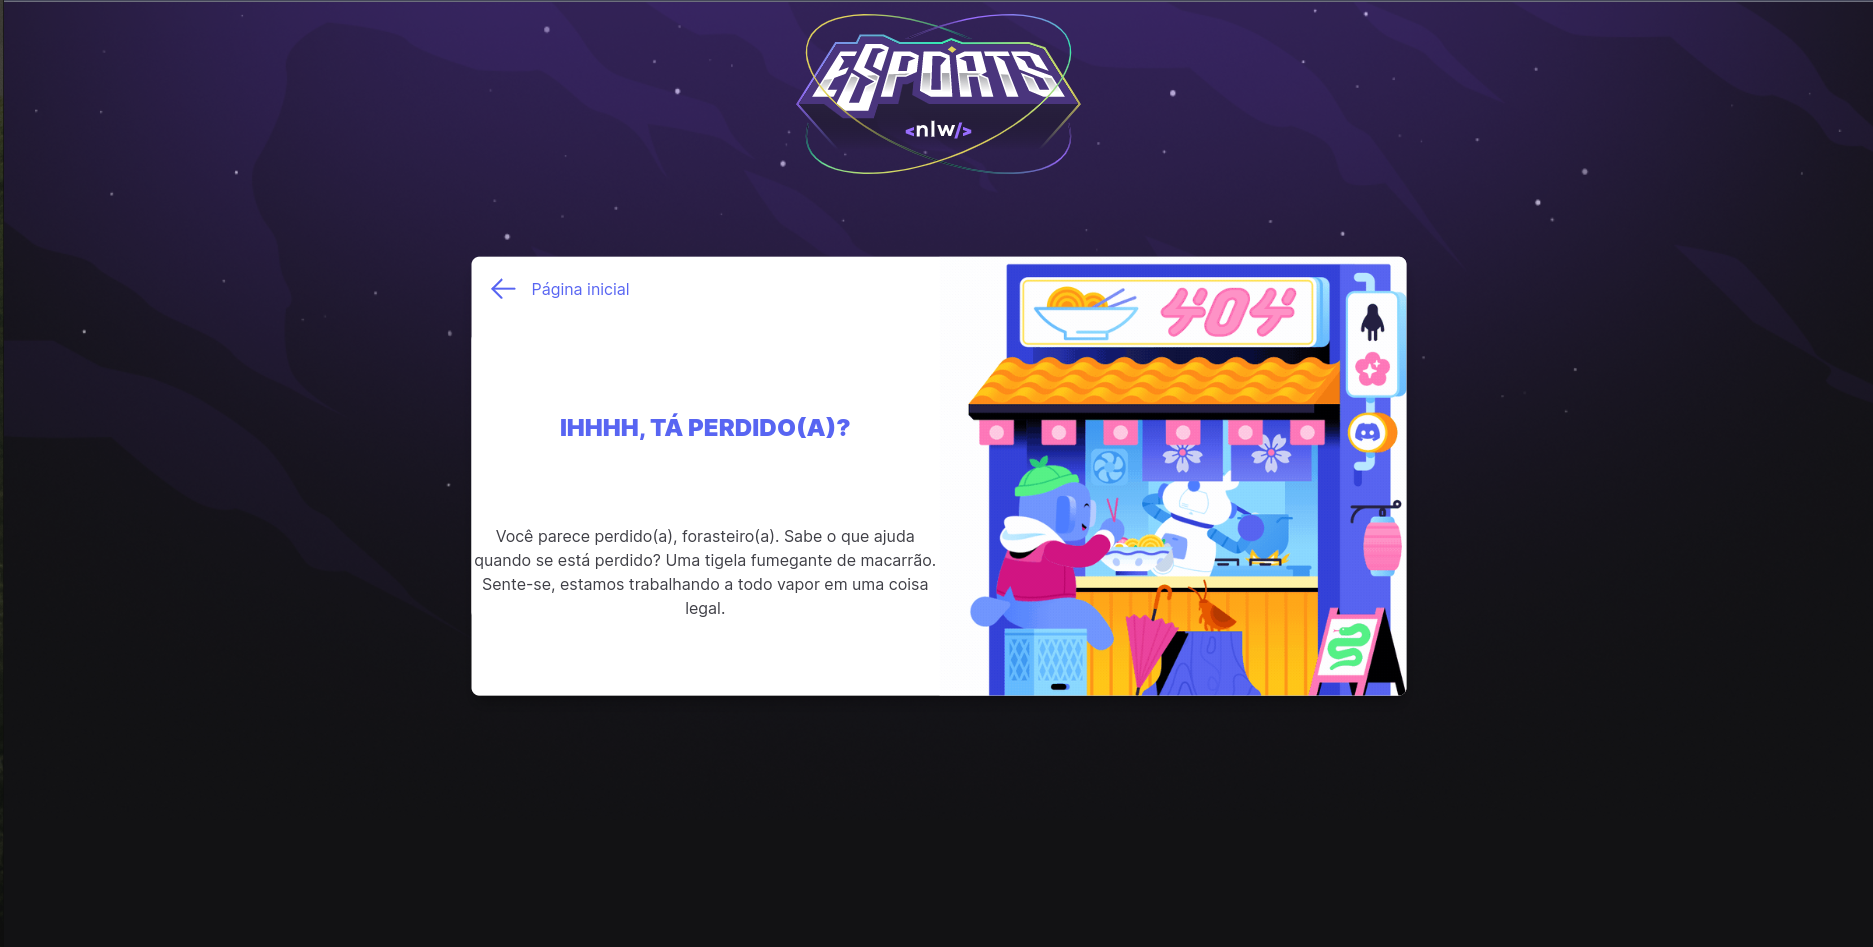 ESPORTS
<nlw/>
Página inicial
404
IHHHH, TÁ PERDIDO(A)?
Você parece perdido(a), forasteiro(a). Sabe o que ajuda
quando se está perdido? Uma tigela fumegante de macarrão.
Sente-se, estamos trabalhando a todo vapor em uma coisa
legal.